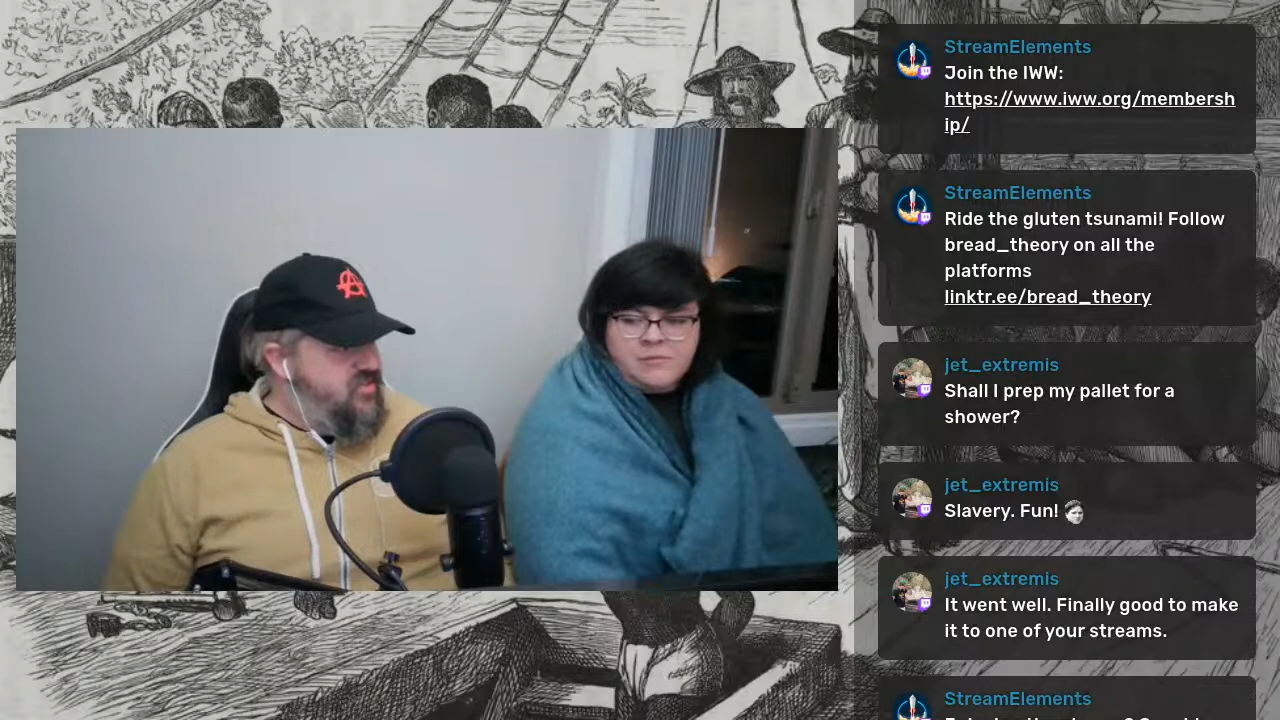 StreamElements
Join the IWW:
https://www.iww.org/membersh
ip/
StreamElements
Ride the gluten tsunami! Follow
bread_theory on all the
platforms
linktr.ee/bread_theory
jet_extremis
Shall I prep my pallet for a
shower?
jet_extremis
Slavery. Fun!
jet_extremis
It went well. Finally good to make
it to one of your streams.
StreamElements